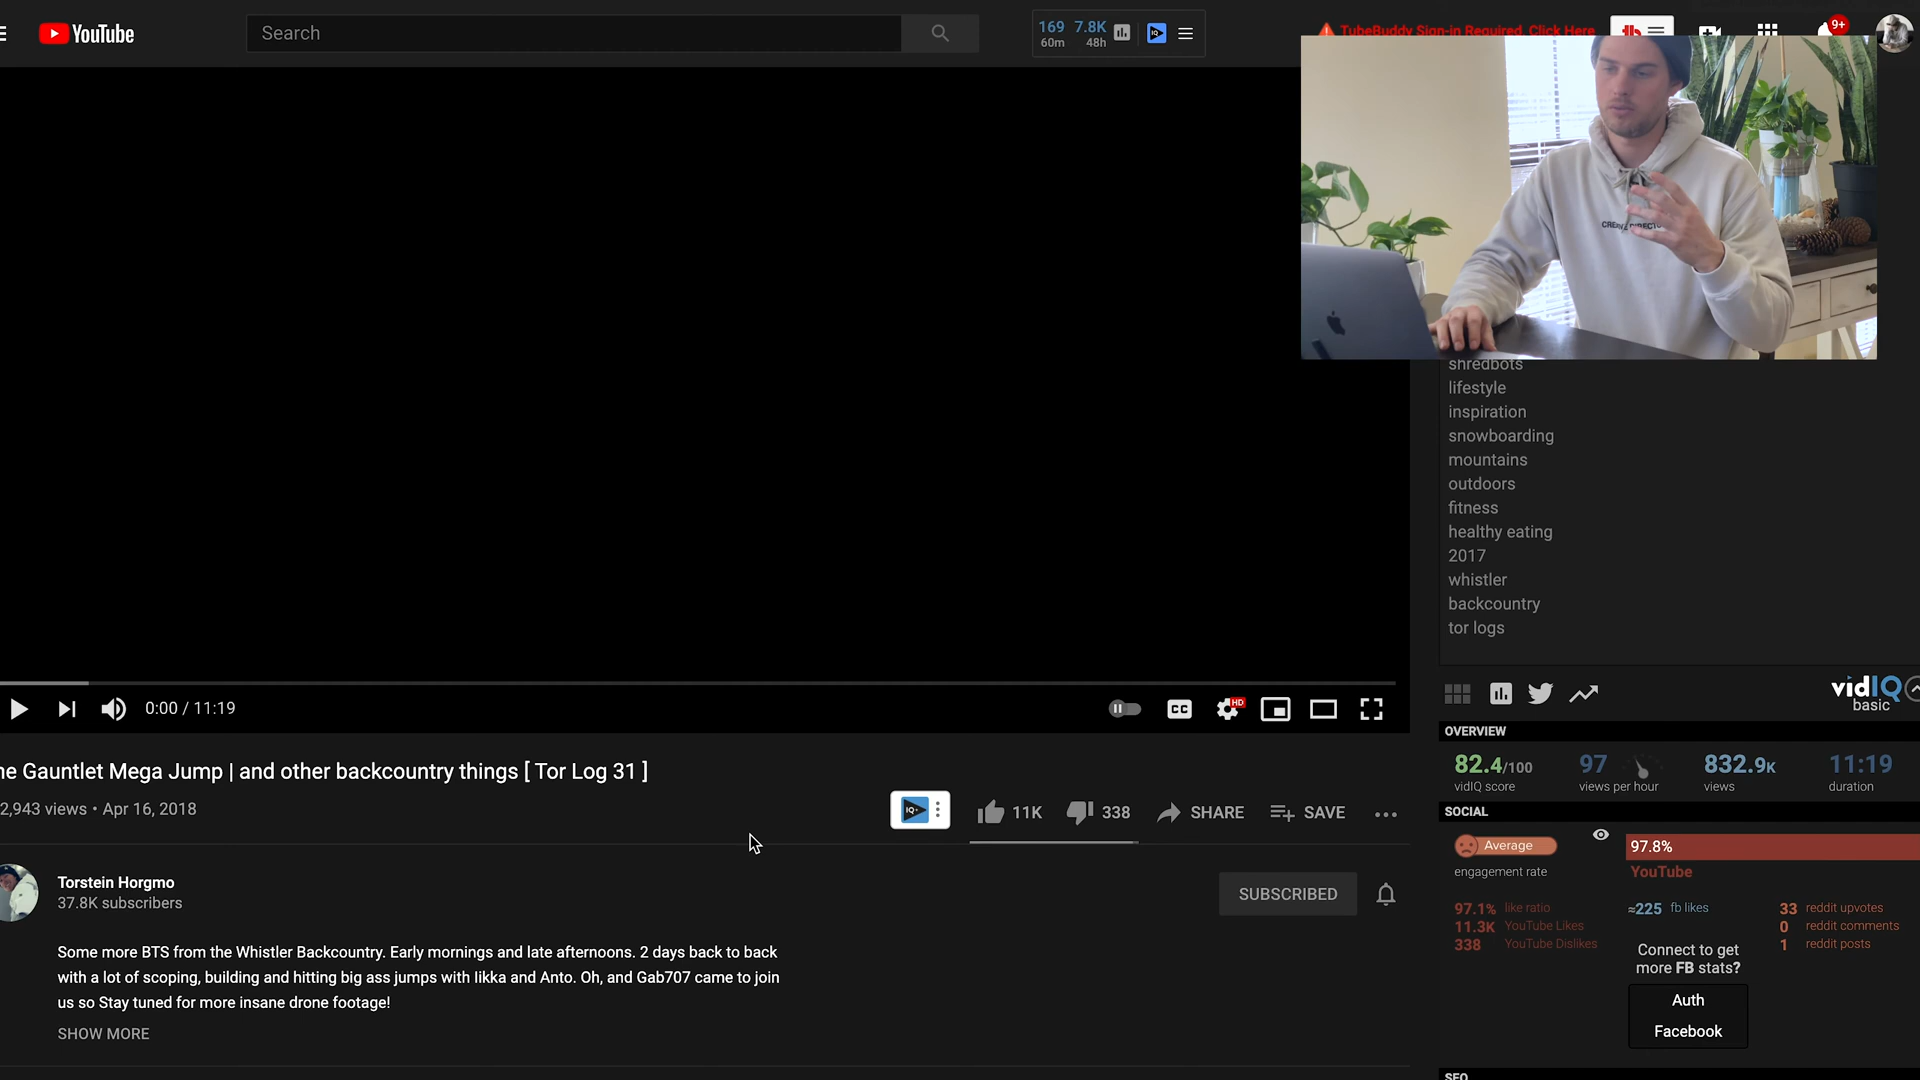 YouTube
Search
169 7.8K
60m 48h
IQ
TubeBuddy Sign-in Required. Click Here
9+
shredbots
lifestyle
inspiration
snowboarding
mountains
outdoors
fitness
healthy eating
2017
whistler
backcountry
tor logs
0:00 / 11:19
CC
HD
vidIQ
basic
OVERVIEW
82.4/100
vidIQ score
97
views per hour
832.9K
views
11:19
duration
he Gauntlet Mega Jump | and other backcountry things [ Tor Log 31 ]
2,943 views • Apr 16, 2018
IQ
11K
338
SHARE
SAVE
SOCIAL
Average
engagement rate
97.8%
YouTube
97.1% like ratio
11.3K YouTube Likes
338 YouTube Dislikes
≈225 fb likes
33 reddit upvotes
0 reddit comments
1 reddit posts
Connect to get
more FB stats?
Auth
Facebook
Torstein Horgmo
37.8K subscribers
SUBSCRIBED
Some more BTS from the Whistler Backcountry. Early mornings and late afternoons. 2 days back to back
with a lot of scoping, building and hitting big ass jumps with Iikka and Anto. Oh, and Gab707 came to join
us so Stay tuned for more insane drone footage!
SHOW MORE
SEO